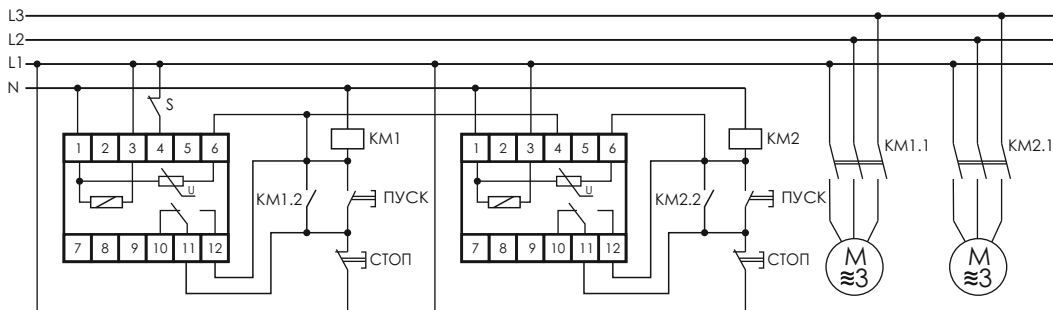 L3
L2
L1
N
S
1 2 3 4 5 6
U
7 8 9 10 11 12
KM1
KM1.2
ПУСК
СТОП
1 2 3 4 5 6
U
7 8 9 10 11 12
KM2
KM2.2
ПУСК
СТОП
KM1.1
KM2.1
M
≋3
M
≋3